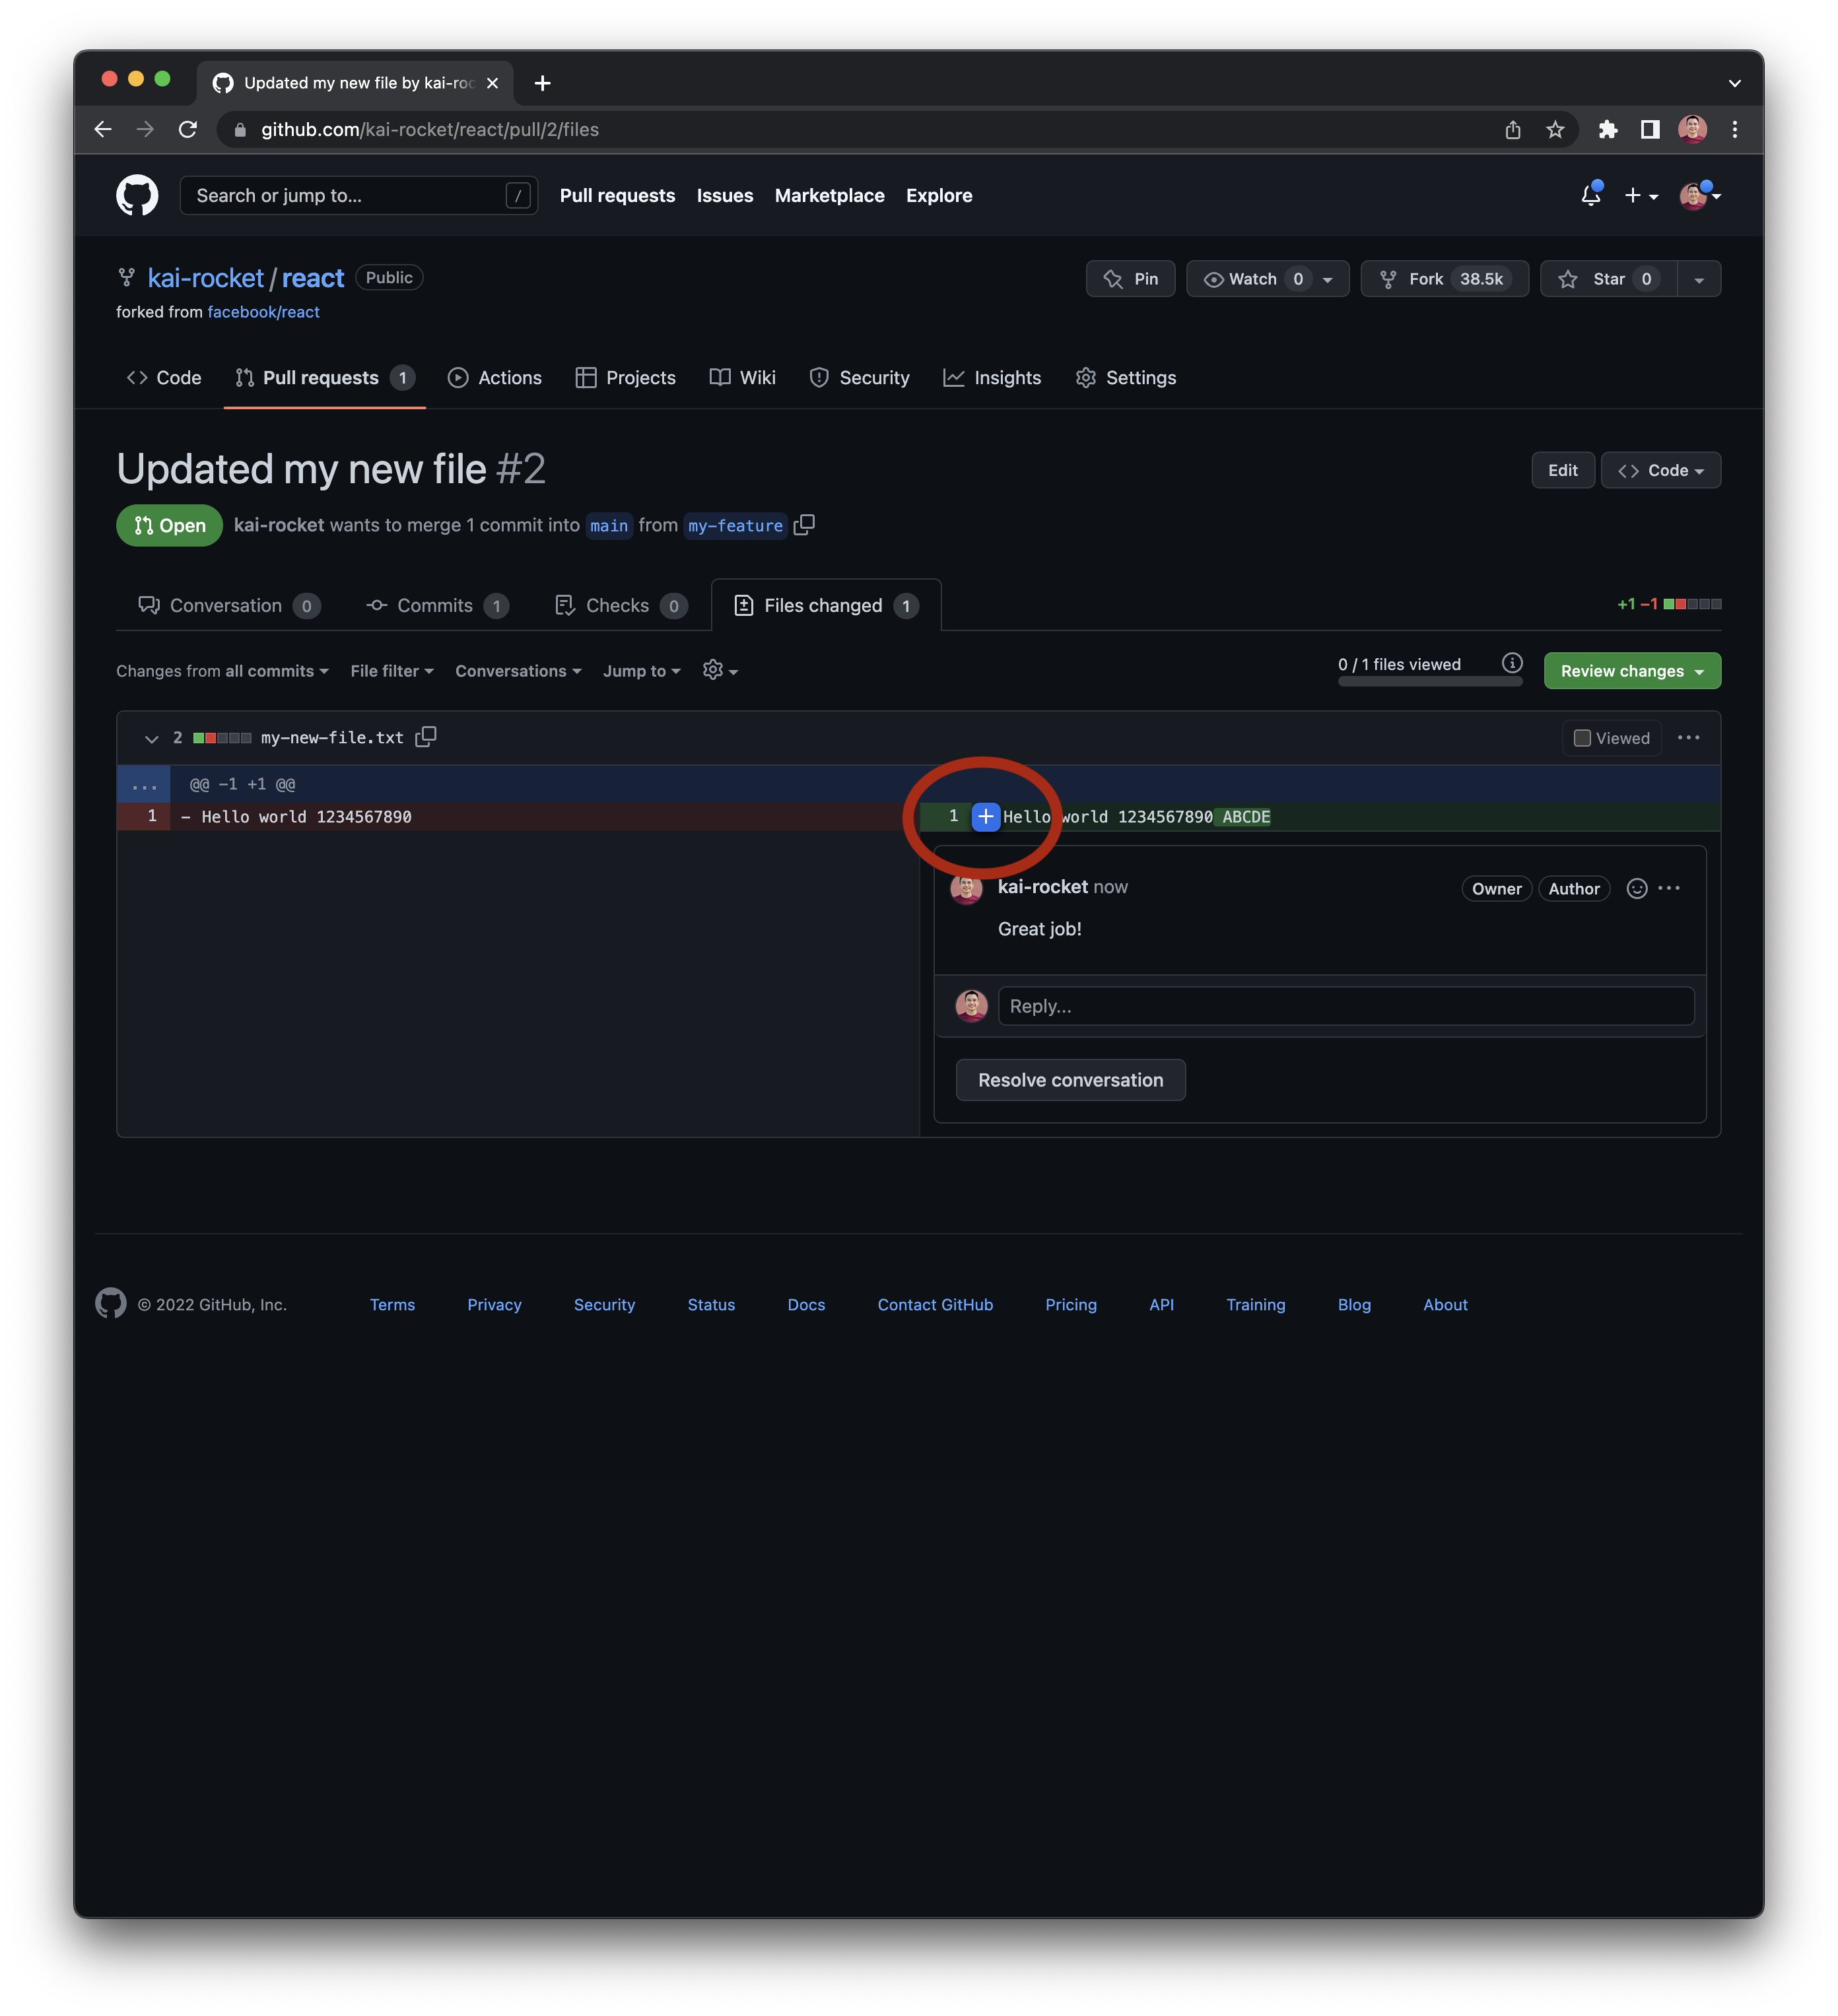 Updated my new file by kai-roc
github.com/kai-rocket/react/pull/2/files
Search or jump to... / Pull requests Issues Marketplace Explore
kai-rocket / react Public Pin Watch 0 Fork 38.5k Star 0
forked from facebook/react
Code Pull requests 1 Actions Projects Wiki Security Insights Settings
Updated my new file #2 Edit Code
Open kai-rocket wants to merge 1 commit into main from my-feature
Conversation 0 Commits 1 Checks 0 Files changed 1 +1 −1
Changes from all commits File filter Conversations Jump to 0 / 1 files viewed Review changes
2 my-new-file.txt Viewed
... @@ −1 +1 @@
1 − Hello world 1234567890 1 + Hello world 1234567890 ABCDE
kai-rocket now Owner Author
Great job!
Reply...
Resolve conversation
© 2022 GitHub, Inc. Terms Privacy Security Status Docs Contact GitHub Pricing API Training Blog About